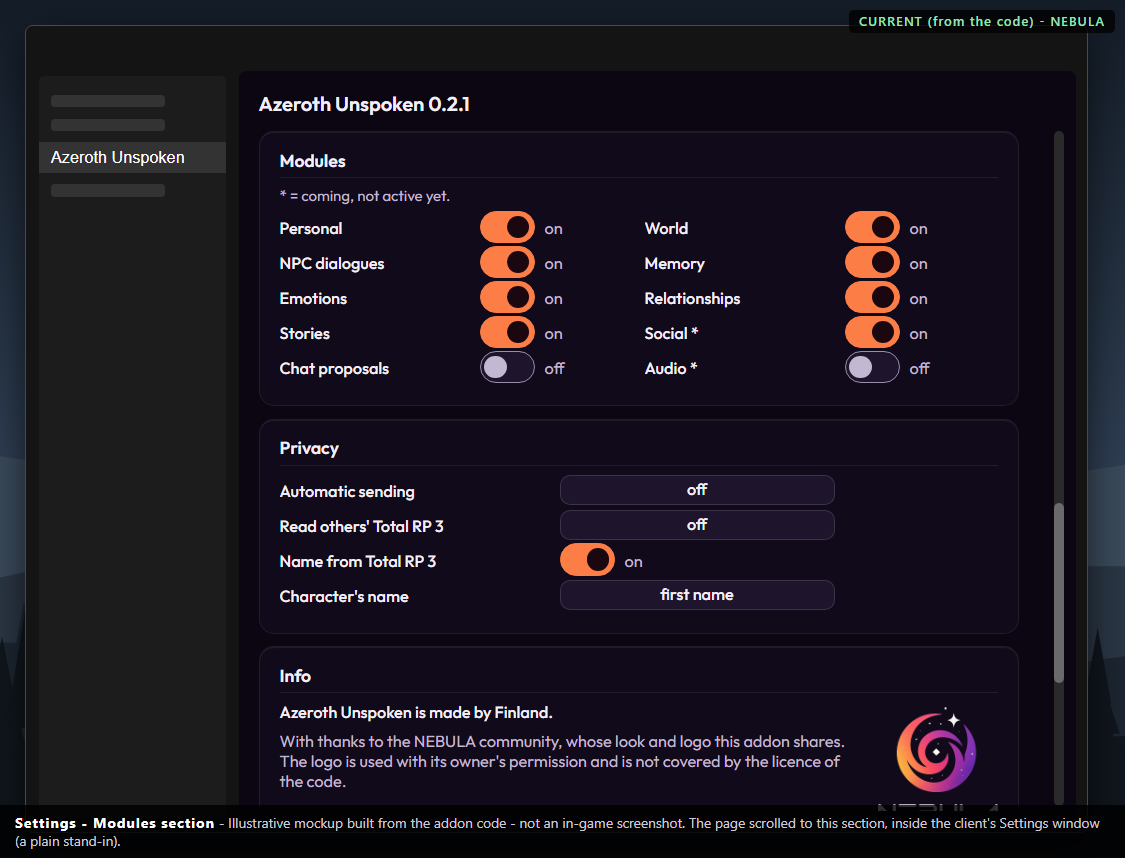 CURRENT (from the code) - NEBULA
Azeroth Unspoken
Azeroth Unspoken 0.2.1
Modules
* = coming, not active yet.
Personal on World on
NPC dialogues on Memory on
Emotions on Relationships on
Stories on Social * on
Chat proposals off Audio * off
Privacy
Automatic sending off
Read others' Total RP 3 off
Name from Total RP 3 on
Character's name first name
Info
Azeroth Unspoken is made by Finland.
With thanks to the NEBULA community, whose look and logo this addon shares.
The logo is used with its owner's permission and is not covered by the licence of
the code.
Settings - Modules section - Illustrative mockup built from the addon code - not an in-game screenshot. The page scrolled to this section, inside the client's Settings window
(a plain stand-in).